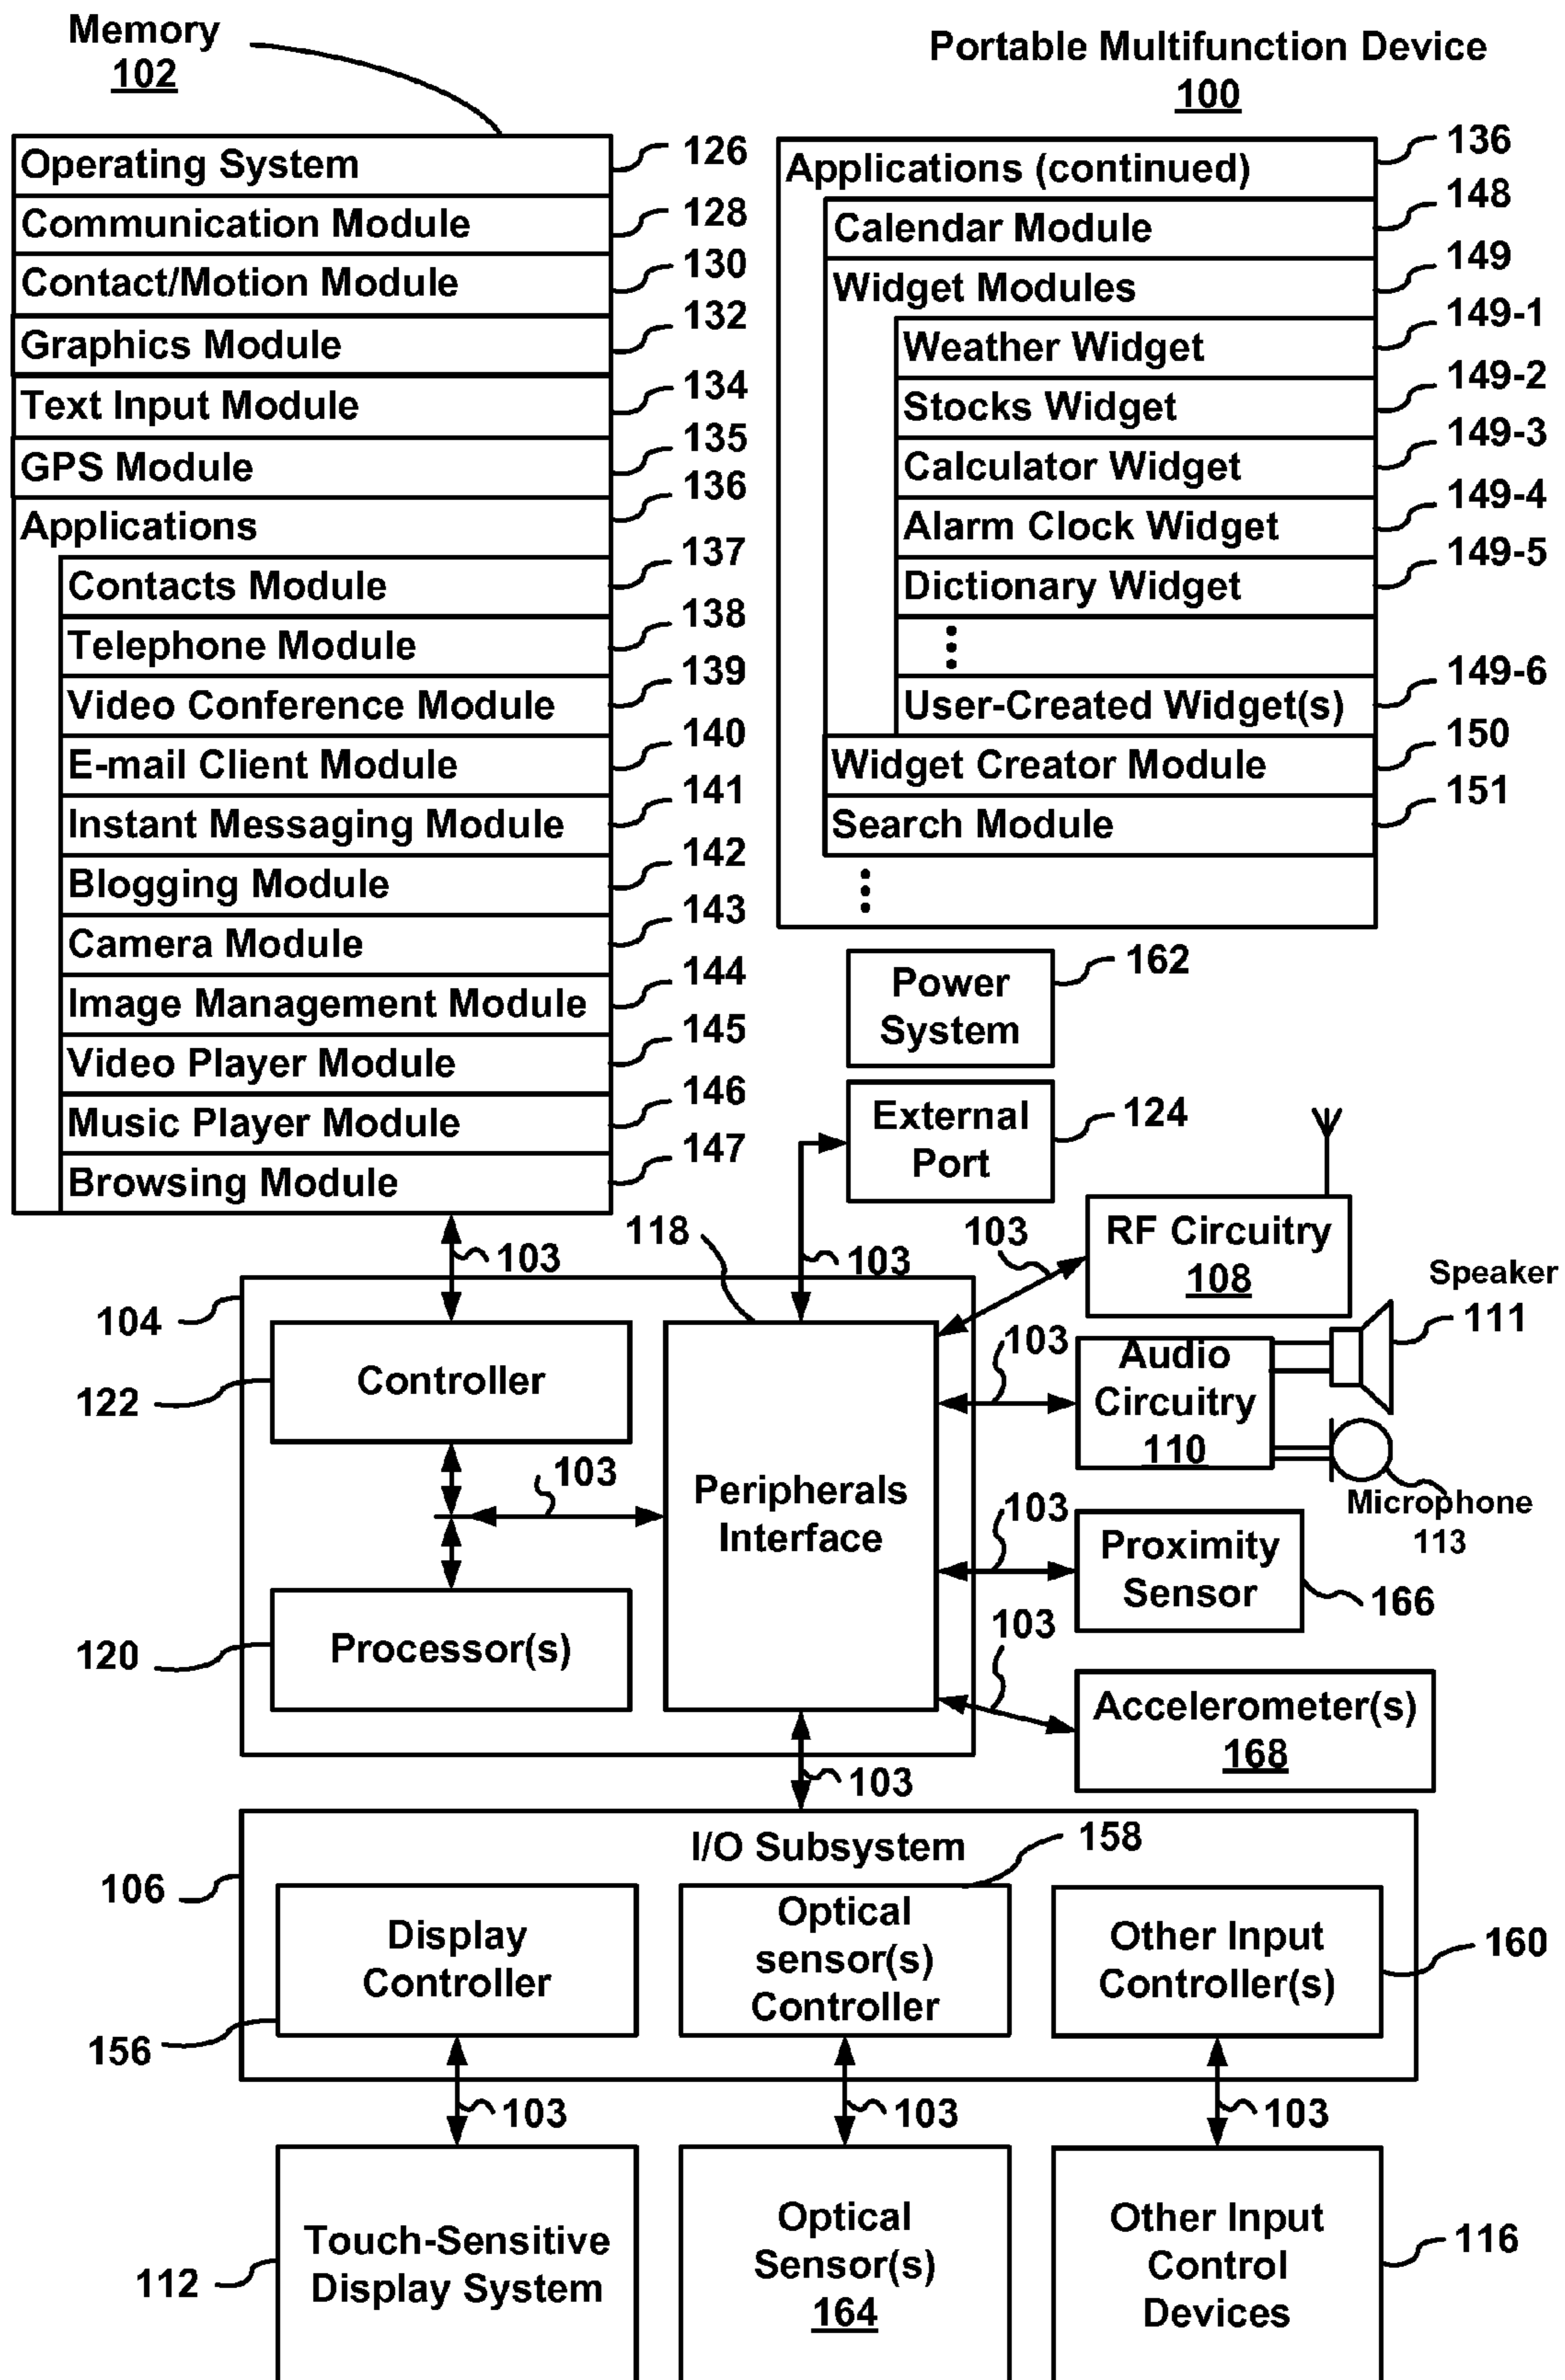 Memory
102
Portable Multifunction Device
100
Operating System
126
Communication Module
128
Contact/Motion Module
130
Graphics Module
132
Text Input Module
134
GPS Module
135
Applications
136
Contacts Module
137
Telephone Module
138
Video Conference Module
139
E-mail Client Module
140
Instant Messaging Module
141
Blogging Module
142
Camera Module
143
Image Management Module
144
Video Player Module
145
Music Player Module
146
Browsing Module
147
Applications (continued)
136
Calendar Module
148
Widget Modules
149
Weather Widget
149-1
Stocks Widget
149-2
Calculator Widget
149-3
Alarm Clock Widget
149-4
Dictionary Widget
149-5
User-Created Widget(s)
149-6
Widget Creator Module
150
Search Module
151
Power
System
162
External
Port
124
103
118
103
103
RF Circuitry
108
Speaker
111
104
Controller
122
103
Audio
Circuitry
110
Microphone
113
103
Peripherals
Interface
103
Proximity
Sensor
166
Processor(s)
120
103
Accelerometer(s)
168
103
I/O Subsystem
106
158
Display
Controller
156
Optical
sensor(s)
Controller
Other Input
Controller(s)
160
103
103
103
Touch-Sensitive
Display System
112
Optical
Sensor(s)
164
Other Input
Control
Devices
116